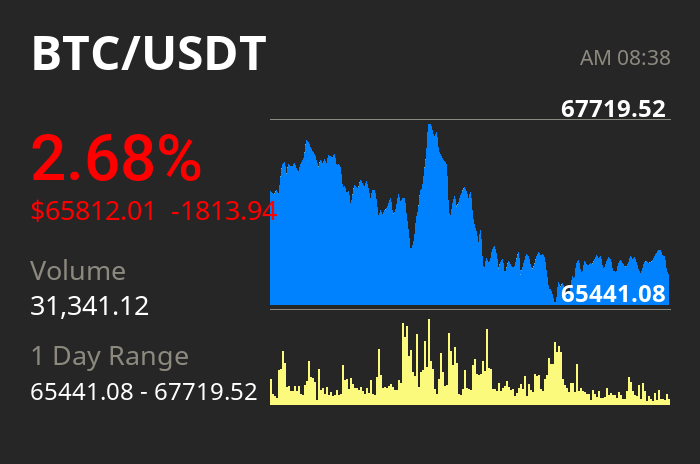 BTC/USDT
AM 08:38
67719.52
2.68%
$65812.01 -1813.94
Volume
31,341.12
65441.08
1 Day Range
65441.08 - 67719.52